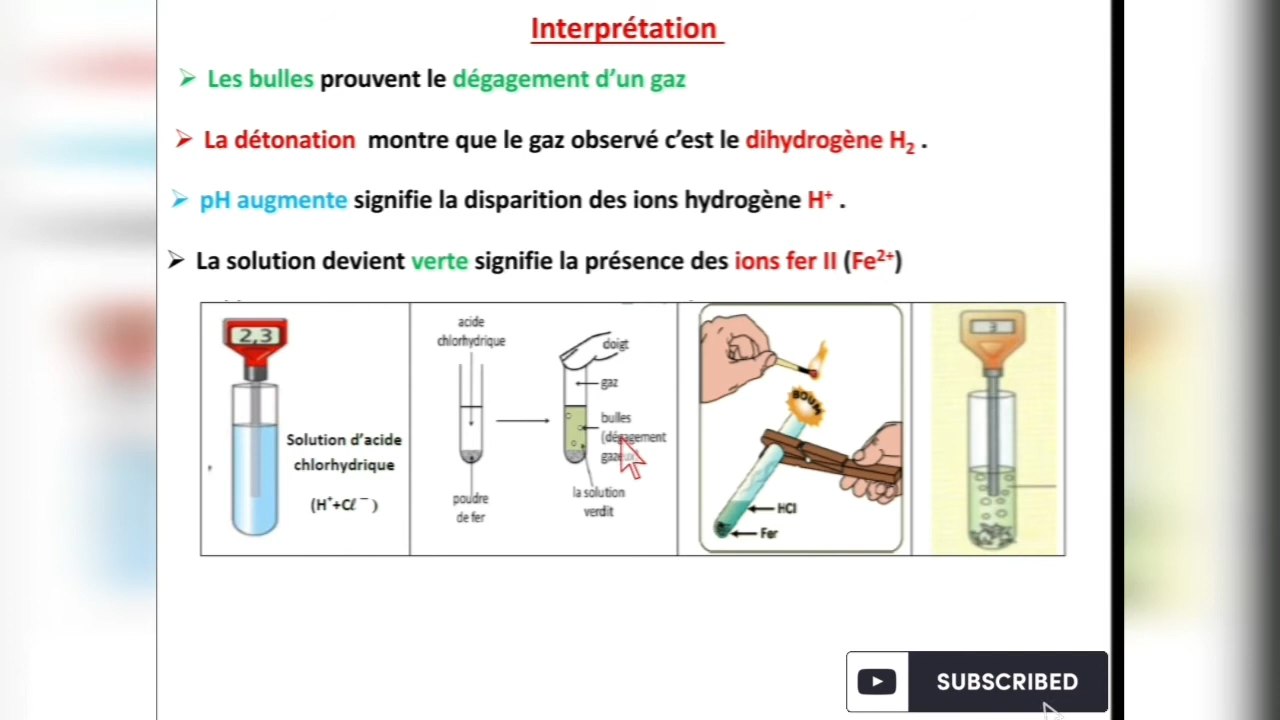 Interprétation
➢ Les bulles prouvent le dégagement d’un gaz
➢ La détonation montre que le gaz observé c’est le dihydrogène H₂ .
➢ pH augmente signifie la disparition des ions hydrogène H⁺ .
➢ La solution devient verte signifie la présence des ions fer II (Fe²⁺)
2,3
Solution d’acide
chlorhydrique
(H⁺+Cℓ⁻)
acide
chlorhydrique
poudre
de fer
doigt
gaz
bulles
(dégagement
la solution
verdit
BOUM
HCl
Fer
3
SUBSCRIBED